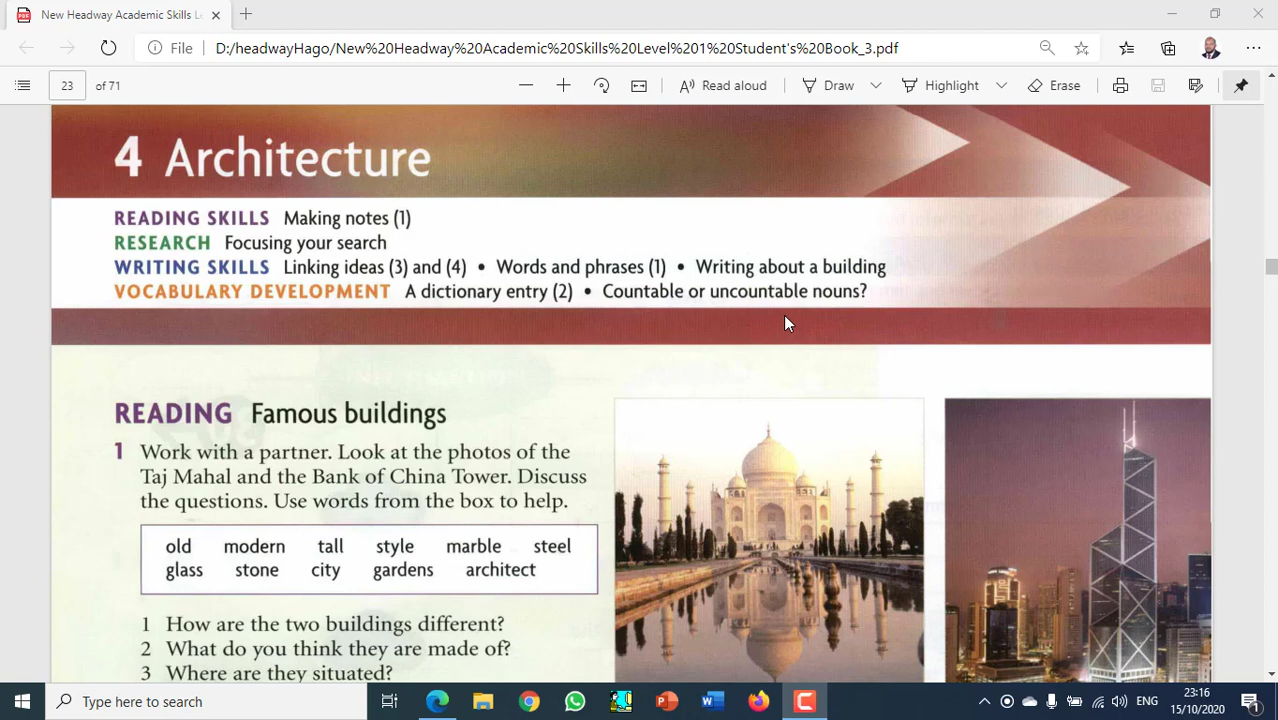 New Headway Academic Skills Le
File D:/headwayHago/New%20Headway%20Academic%20Skills%20Level%201%20Student's%20Book_3.pdf
23 of 71 Read aloud Draw Highlight Erase
4 Architecture
READING SKILLS Making notes (1)
RESEARCH Focusing your search
WRITING SKILLS Linking ideas (3) and (4) • Words and phrases (1) • Writing about a building
VOCABULARY DEVELOPMENT A dictionary entry (2) • Countable or uncountable nouns?
READING Famous buildings
1 Work with a partner. Look at the photos of the
Taj Mahal and the Bank of China Tower. Discuss
the questions. Use words from the box to help.
old modern tall style marble steel
glass stone city gardens architect
1 How are the two buildings different?
2 What do you think they are made of?
3 Where are they situated?
Type here to search
ENG
23:16
15/10/2020